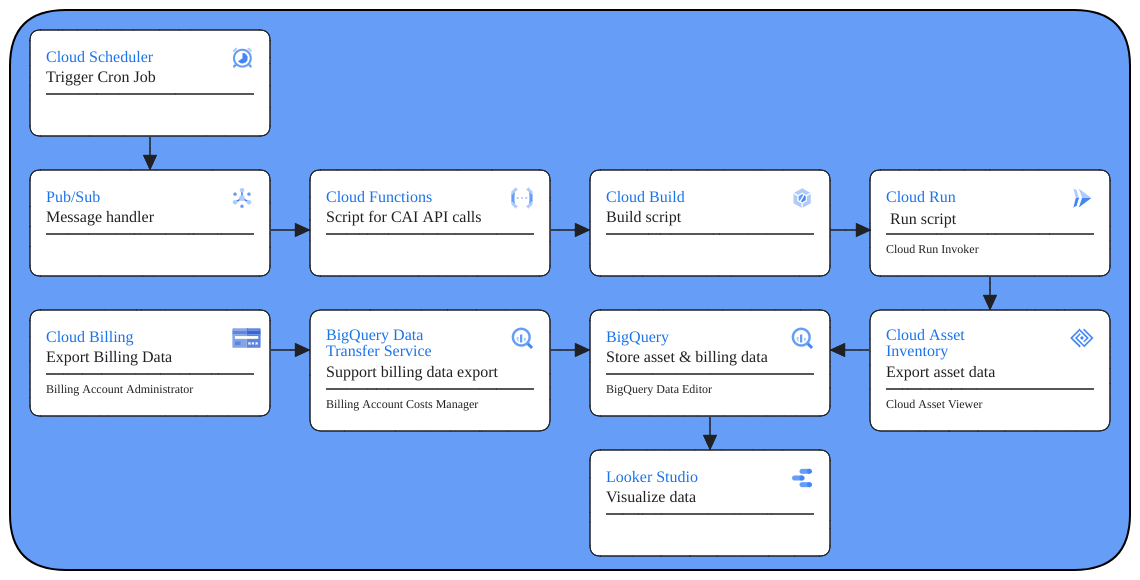 Cloud Scheduler
Trigger Cron Job
Pub/Sub
Message handler
Cloud Functions
Script for CAI API calls
Cloud Build
Build script
Cloud Run
Run script
Cloud Run Invoker
Cloud Billing
Export Billing Data
Billing Account Administrator
BigQuery Data
Transfer Service
Support billing data export
Billing Account Costs Manager
BigQuery
Store asset & billing data
BigQuery Data Editor
Cloud Asset
Inventory
Export asset data
Cloud Asset Viewer
Looker Studio
Visualize data